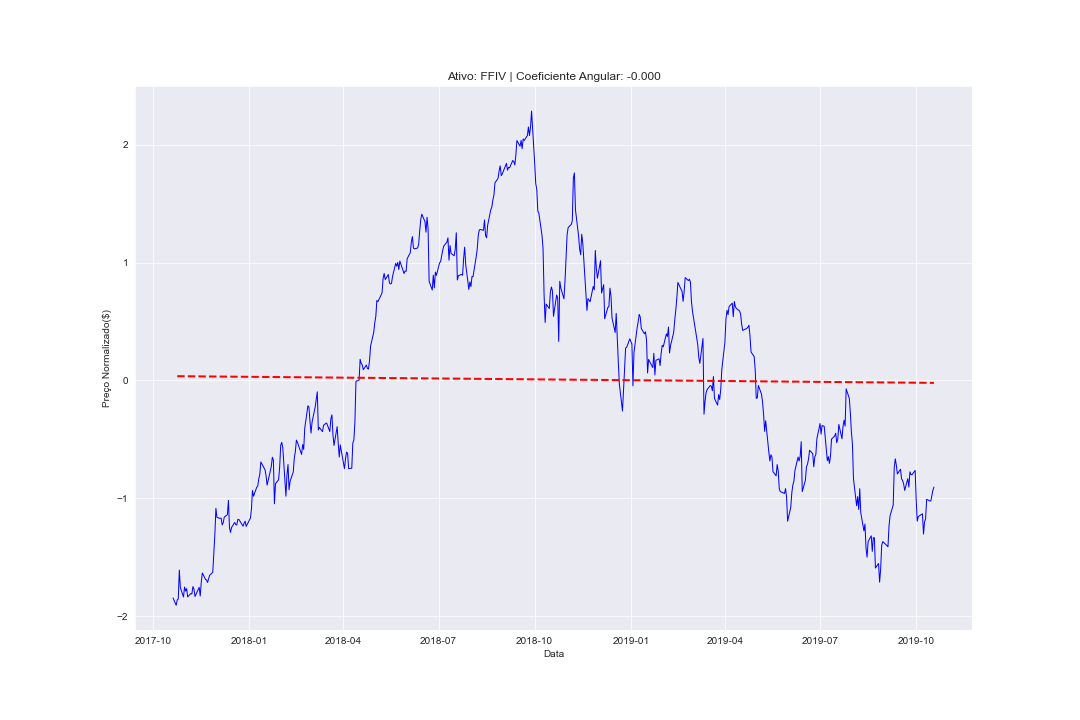 Ativo: FFIV | Coeficiente Angular: -0.000
Preço Normalizado($)
2
1
0
−1
−2
2017-10 2018-01 2018-04 2018-07 2018-10 2019-01 2019-04 2019-07 2019-10
Data